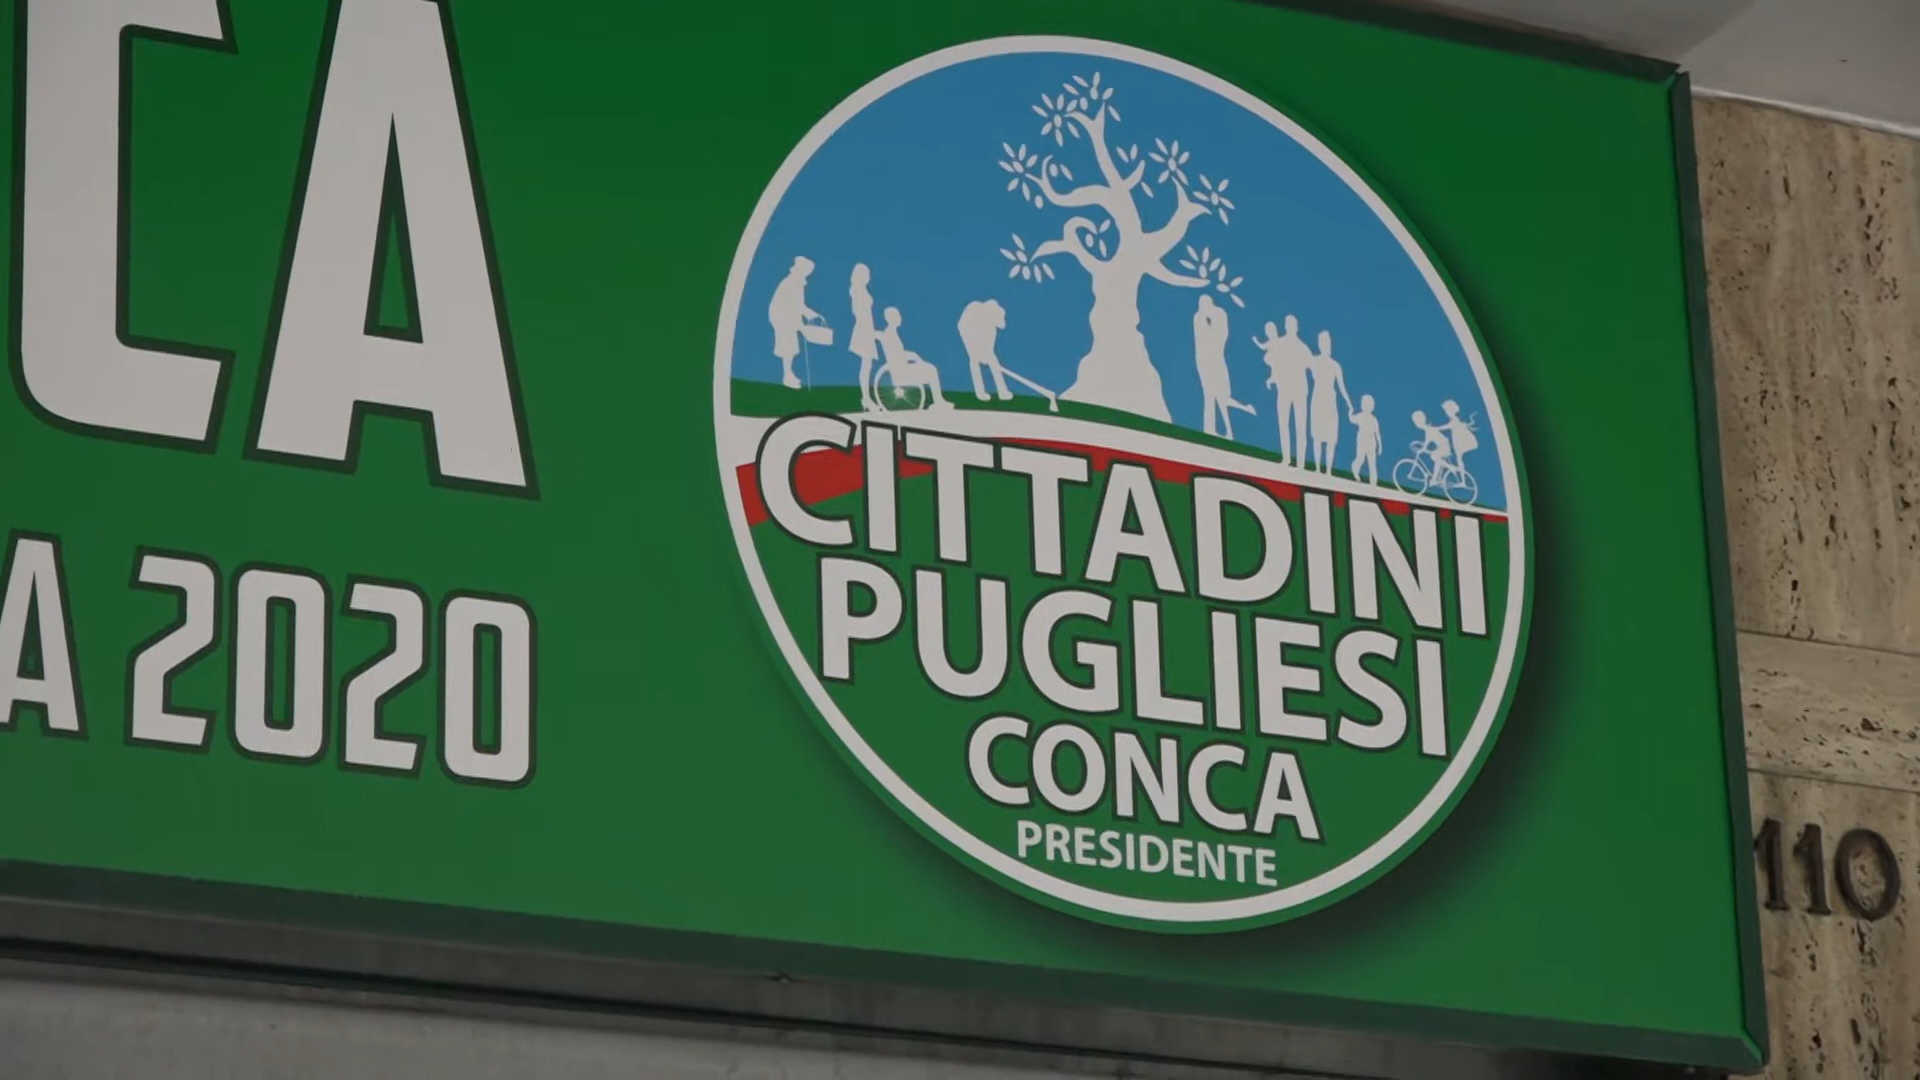 CA
A 2020
CITTADINI
PUGLIESI
CONCA
PRESIDENTE
110